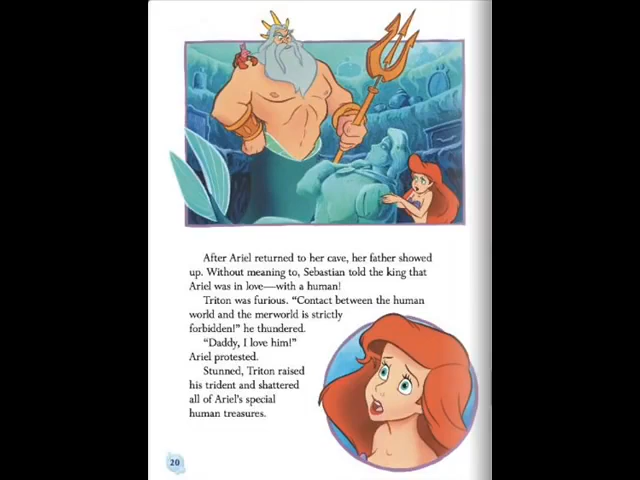 After Ariel returned to her cave, her father showed
up. Without meaning to, Sebastian told the king that
Ariel was in love—with a human!
Triton was furious. “Contact between the human
world and the merworld is strictly
forbidden!” he thundered.
“Daddy, I love him!”
Ariel protested.
Stunned, Triton raised
his trident and shattered
all of Ariel’s special
human treasures.
20